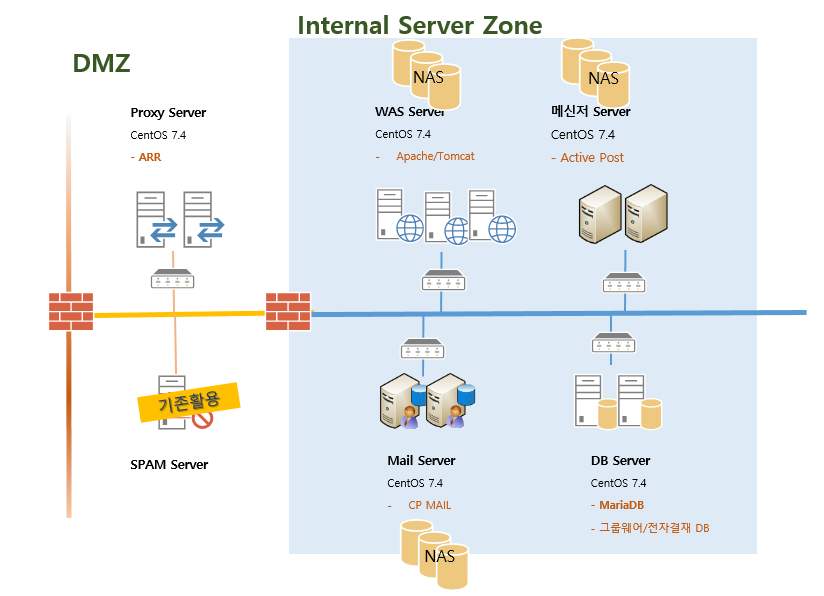 Internal Server Zone
DMZ
NAS
NAS
Proxy Server
CentOS 7.4
- ARR
WAS Server
CentOS 7.4
- Apache/Tomcat
메신저 Server
CentOS 7.4
- Active Post
기존활용
SPAM Server
Mail Server
CentOS 7.4
- CP MAIL
DB Server
CentOS 7.4
- MariaDB
- 그룹웨어/전자결재 DB
NAS